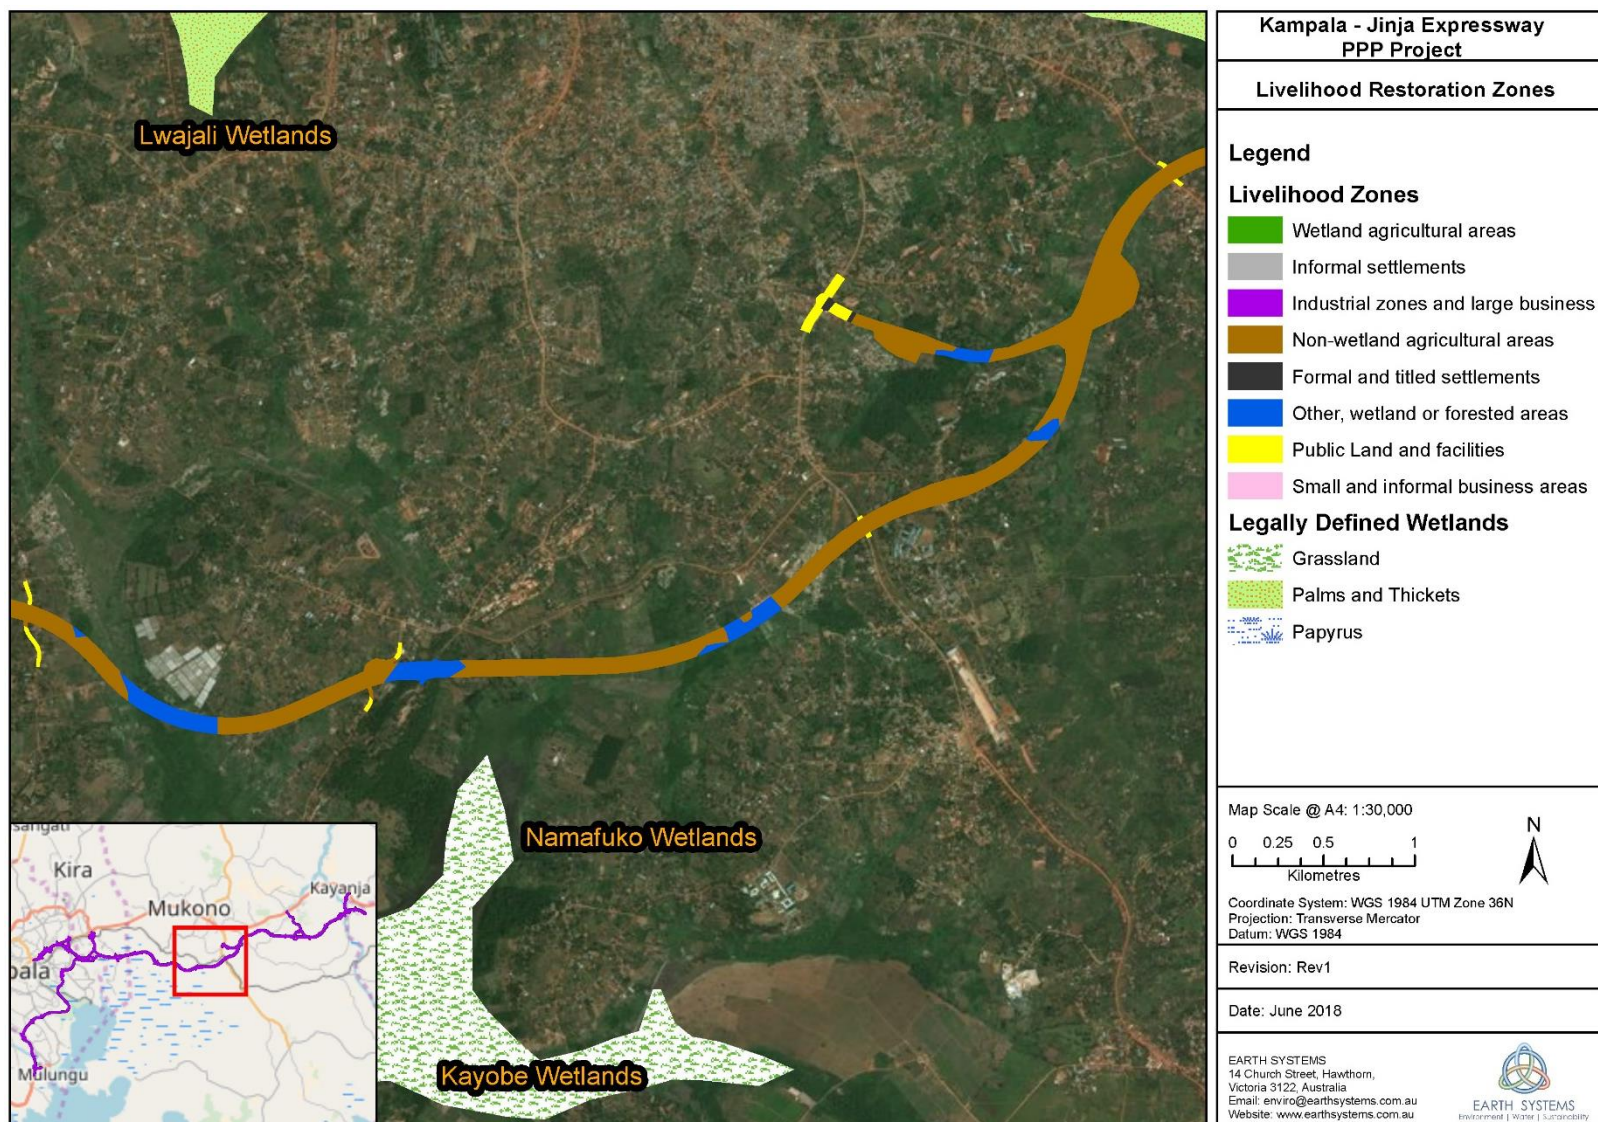 Lwajali Wetlands
Namafuko Wetlands
Kayobe Wetlands
Kira
Mukono
Kayanja
Mulungu
Kampala - Jinja Expressway
PPP Project
Livelihood Restoration Zones
Legend
Livelihood Zones
Wetland agricultural areas
Informal settlements
Industrial zones and large business
Non-wetland agricultural areas
Formal and titled settlements
Other, wetland or forested areas
Public Land and facilities
Small and informal business areas
Legally Defined Wetlands
Grassland
Palms and Thickets
Papyrus
Map Scale @ A4: 1:30,000
0 0.25 0.5 1
Kilometres
N
Coordinate System: WGS 1984 UTM Zone 36N
Projection: Transverse Mercator
Datum: WGS 1984
Revision: Rev1
Date: June 2018
EARTH SYSTEMS
14 Church Street, Hawthorn,
Victoria 3122, Australia
Email: enviro@earthsystems.com.au
Website: www.earthsystems.com.au
EARTH SYSTEMS
Environment | Water | Sustainability